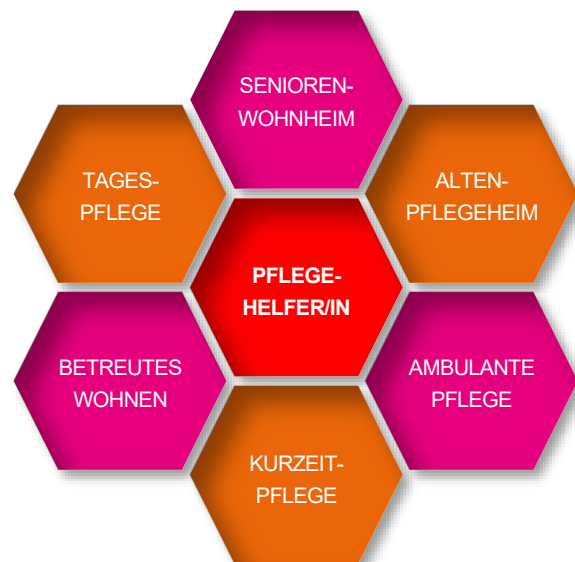 SENIOREN-
WOHNHEIM
TAGES-
PFLEGE
ALTEN-
PFLEGEHEIM
PFLEGE-
HELFER/IN
BETREUTES
WOHNEN
AMBULANTE
PFLEGE
KURZEIT-
PFLEGE